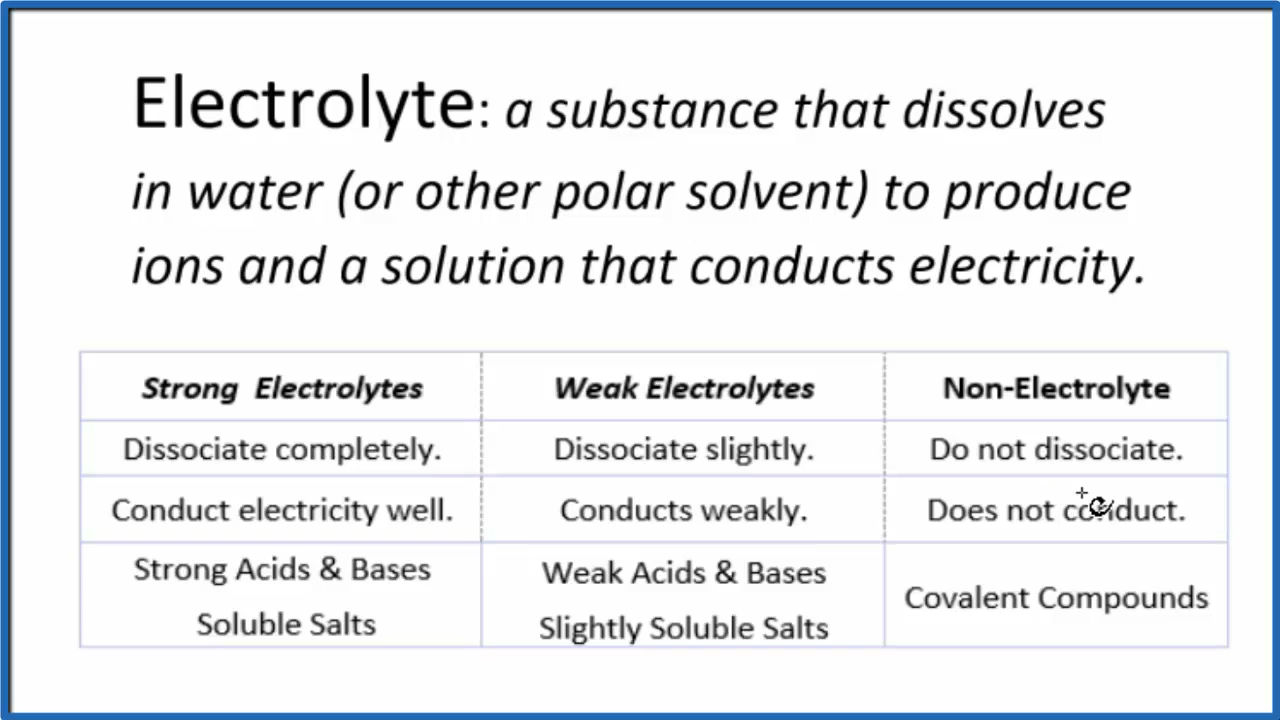 Electrolyte: a substance that dissolves
in water (or other polar solvent) to produce
ions and a solution that conducts electricity.
Strong Electrolytes Weak Electrolytes Non-Electrolyte
Dissociate completely. Dissociate slightly. Do not dissociate.
Conduct electricity well. Conducts weakly. Does not conduct.
Strong Acids & Bases Weak Acids & Bases Covalent Compounds
Soluble Salts Slightly Soluble Salts